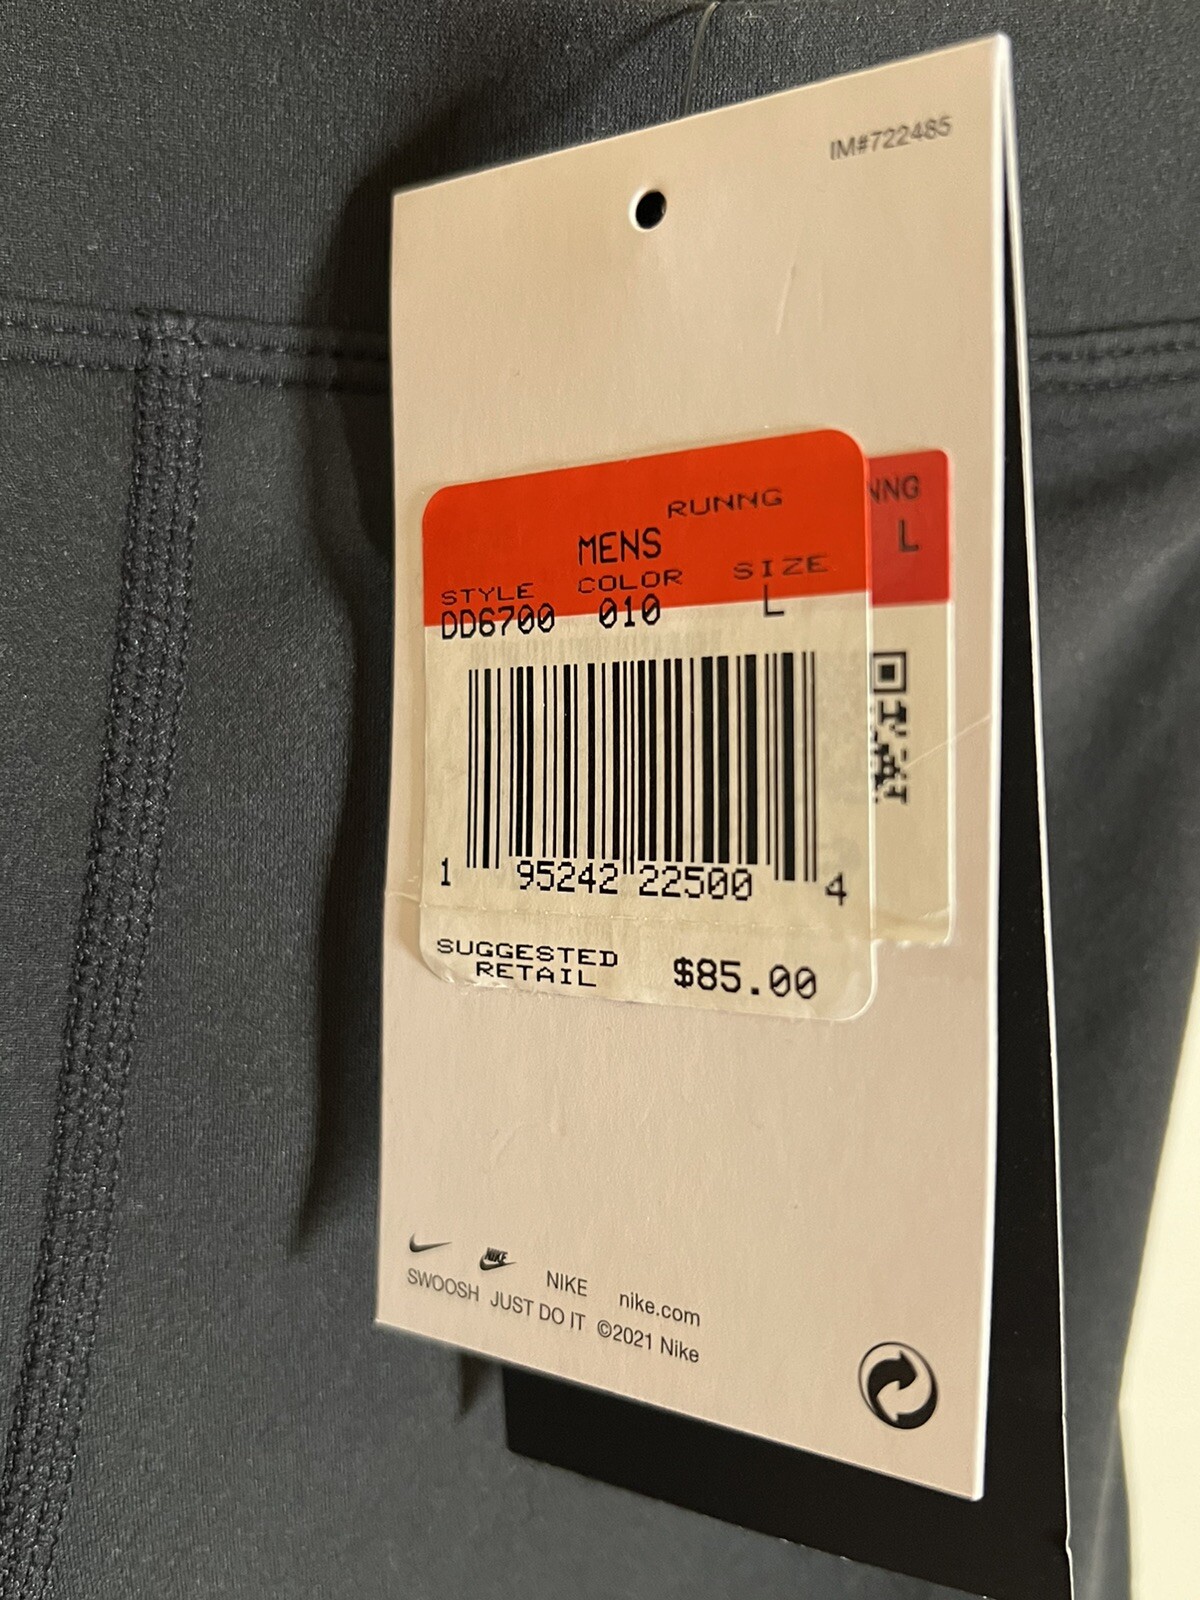 IM#722485
RUNNG
MENS
STYLE COLOR SIZE
DD6700 010 L
NNG
L
1 95242 22500 4
SUGGESTED
RETAIL $85.00
NIKE
NIKE nike.com
SWOOSH JUST DO IT ©2021 Nike